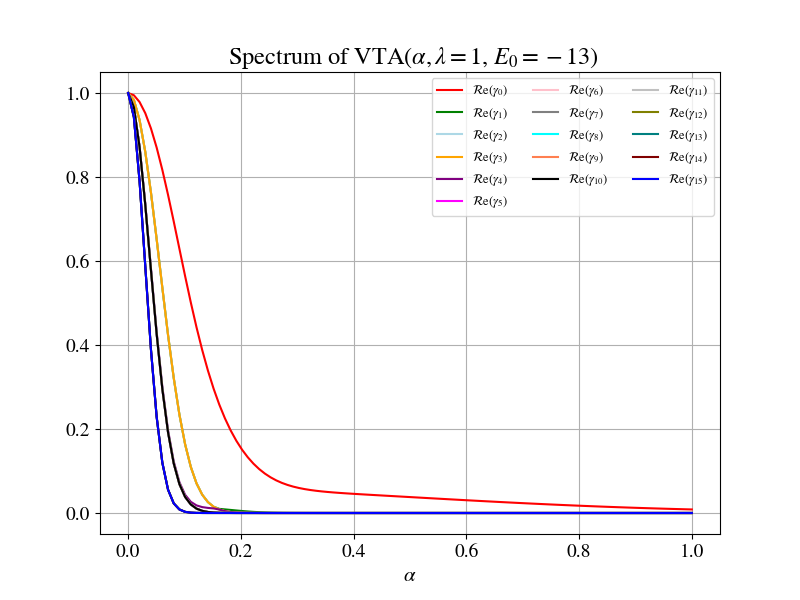 Spectrum of VTA(α, λ = 1, E₀ = −13)
1.0
0.8
0.6
0.4
0.2
0.0
0.0 0.2 0.4 0.6 0.8 1.0
α
ℛe(γ₀) ℛe(γ₆) ℛe(γ₁₁)
ℛe(γ₁) ℛe(γ₇) ℛe(γ₁₂)
ℛe(γ₂) ℛe(γ₈) ℛe(γ₁₃)
ℛe(γ₃) ℛe(γ₉) ℛe(γ₁₄)
ℛe(γ₄) ℛe(γ₁₀) ℛe(γ₁₅)
ℛe(γ₅)